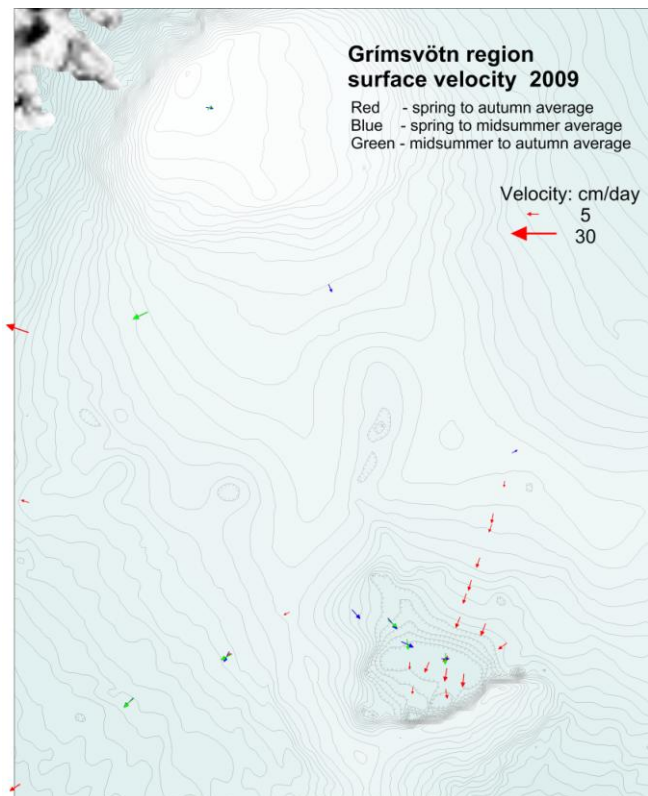 Grímsvötn region
surface velocity 2009
Red - spring to autumn average
Blue - spring to midsummer average
Green - midsummer to autumn average
Velocity: cm/day
5
30